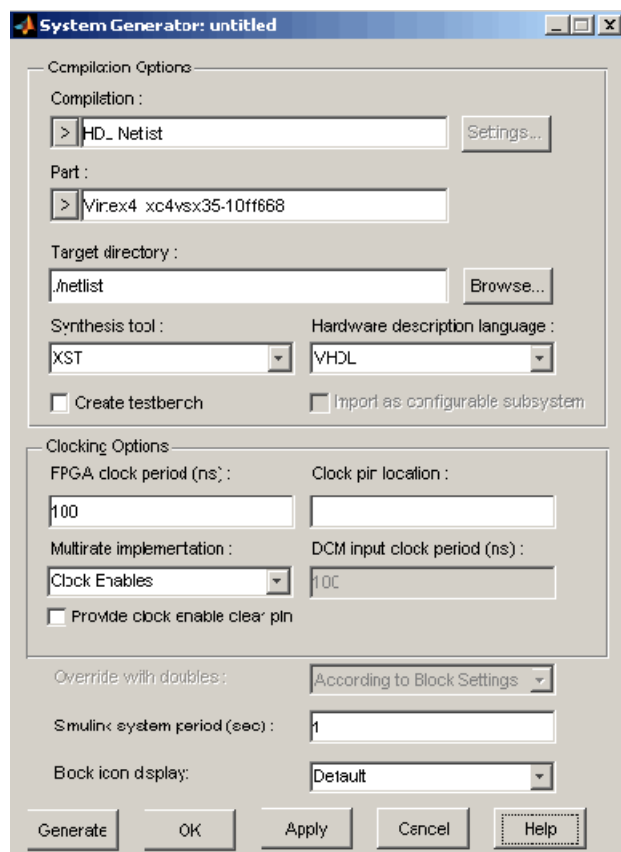 System Generator: untitled
Compilation Options
Compilation :
> HDL Netlist
Settings...
Part :
> Virtex4 xc4vsx35-10ff668
Target directory :
./netlist
Browse...
Synthesis tool :
Hardware description language :
XST
VHDL
Create testbench
Import as configurable subsystem
Clocking Options
FPGA clock period (ns) :
Clock pin location :
100
Multirate implementation :
DCM input clock period (ns) :
Clock Enables
100
Provide clock enable clear pin
Override with doubles :
According to Block Settings
Simulink system period (sec) :
1
Block icon display:
Default
Generate
OK
Apply
Cancel
Help